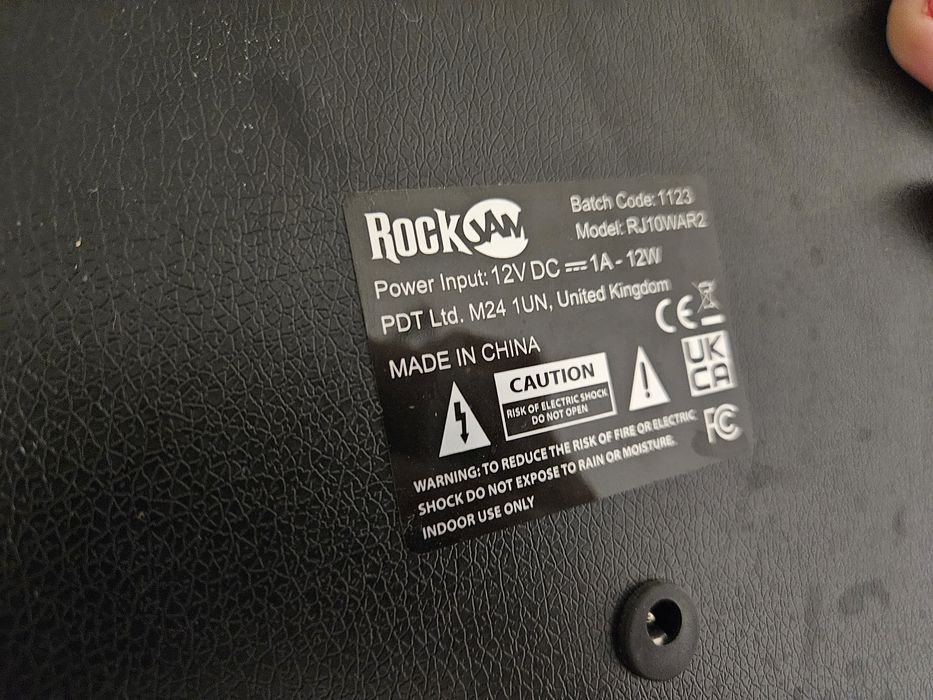 ROCKJAM
Batch Code: 1123
Model: RJ10WAR2
Power Input: 12V DC ⎓ 1A - 12W
PDT Ltd. M24 1UN, United Kingdom
MADE IN CHINA
CE
UK
CA
CAUTION
RISK OF ELECTRIC SHOCK
DO NOT OPEN
FC
WARNING: TO REDUCE THE RISK OF FIRE OR ELECTRIC
SHOCK DO NOT EXPOSE TO RAIN OR MOISTURE.
INDOOR USE ONLY